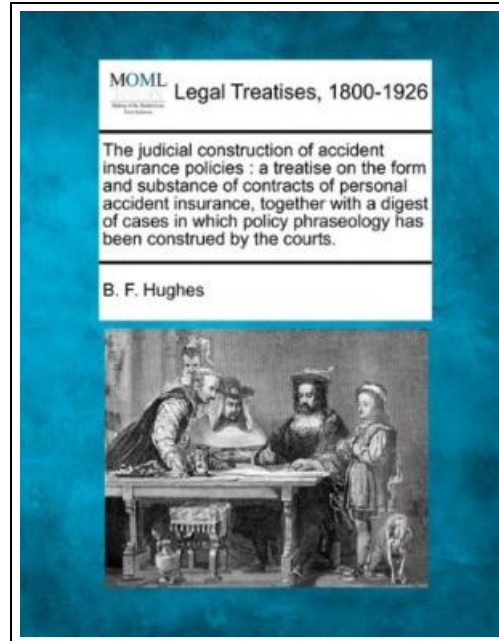 MOML
Legal Treatises, 1800-1926
The judicial construction of accident
insurance policies : a treatise on the form
and substance of contracts of personal
accident insurance, together with a digest
of cases in which policy phraseology has
been construed by the courts.
B. F. Hughes